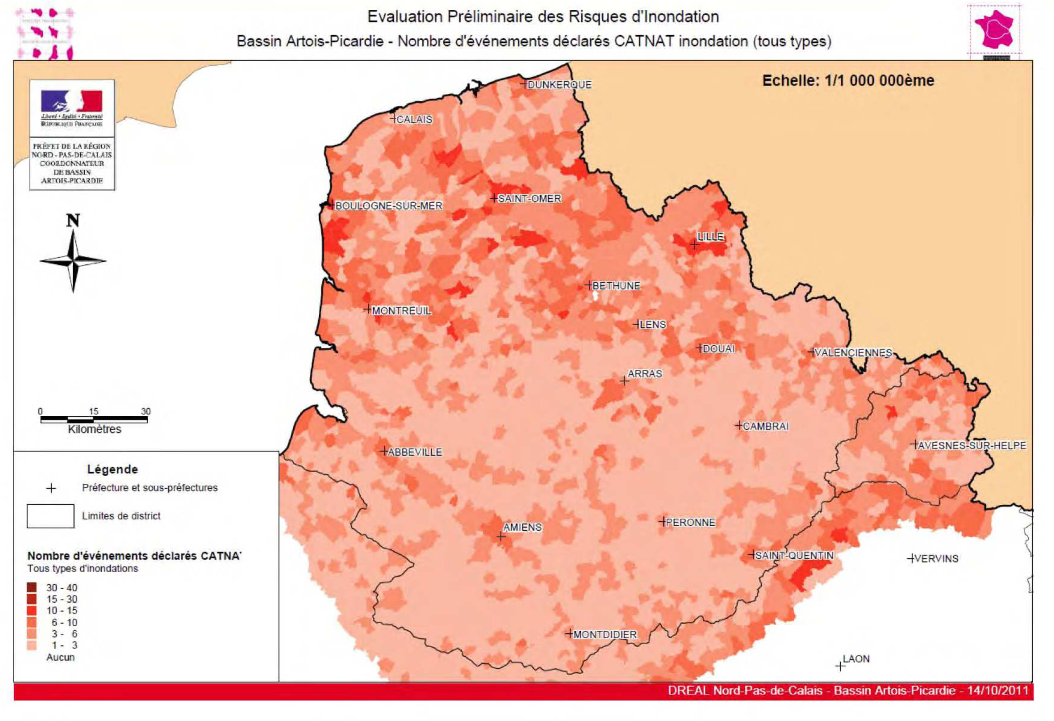 Evaluation Préliminaire des Risques d'Inondation
Bassin Artois-Picardie - Nombre d'événements déclarés CATNAT inondation (tous types)
Echelle: 1/1 000 000ème
Liberté • Égalité • Fraternité
RÉPUBLIQUE FRANÇAISE
PRÉFET DE LA RÉGION
NORD - PAS-DE-CALAIS
COORDONNATEUR
DE BASSIN
ARTOIS-PICARDIE
N
DUNKERQUE
CALAIS
SAINT-OMER
BOULOGNE-SUR-MER
LILLE
BETHUNE
MONTREUIL
LENS
DOUAI
VALENCIENNES
ARRAS
CAMBRAI
AVESNES-SUR-HELPE
ABBEVILLE
AMIENS
PERONNE
SAINT-QUENTIN
VERVINS
MONTDIDIER
LAON
0 15 30
Kilomètres
Légende
Préfecture et sous-préfectures
Limites de district
Nombre d'événements déclarés CATNA'
Tous types d'inondations
30 - 40
15 - 30
10 - 15
6 - 10
3 - 6
1 - 3
Aucun
DREAL Nord-Pas-de-Calais - Bassin Artois-Picardie - 14/10/2011